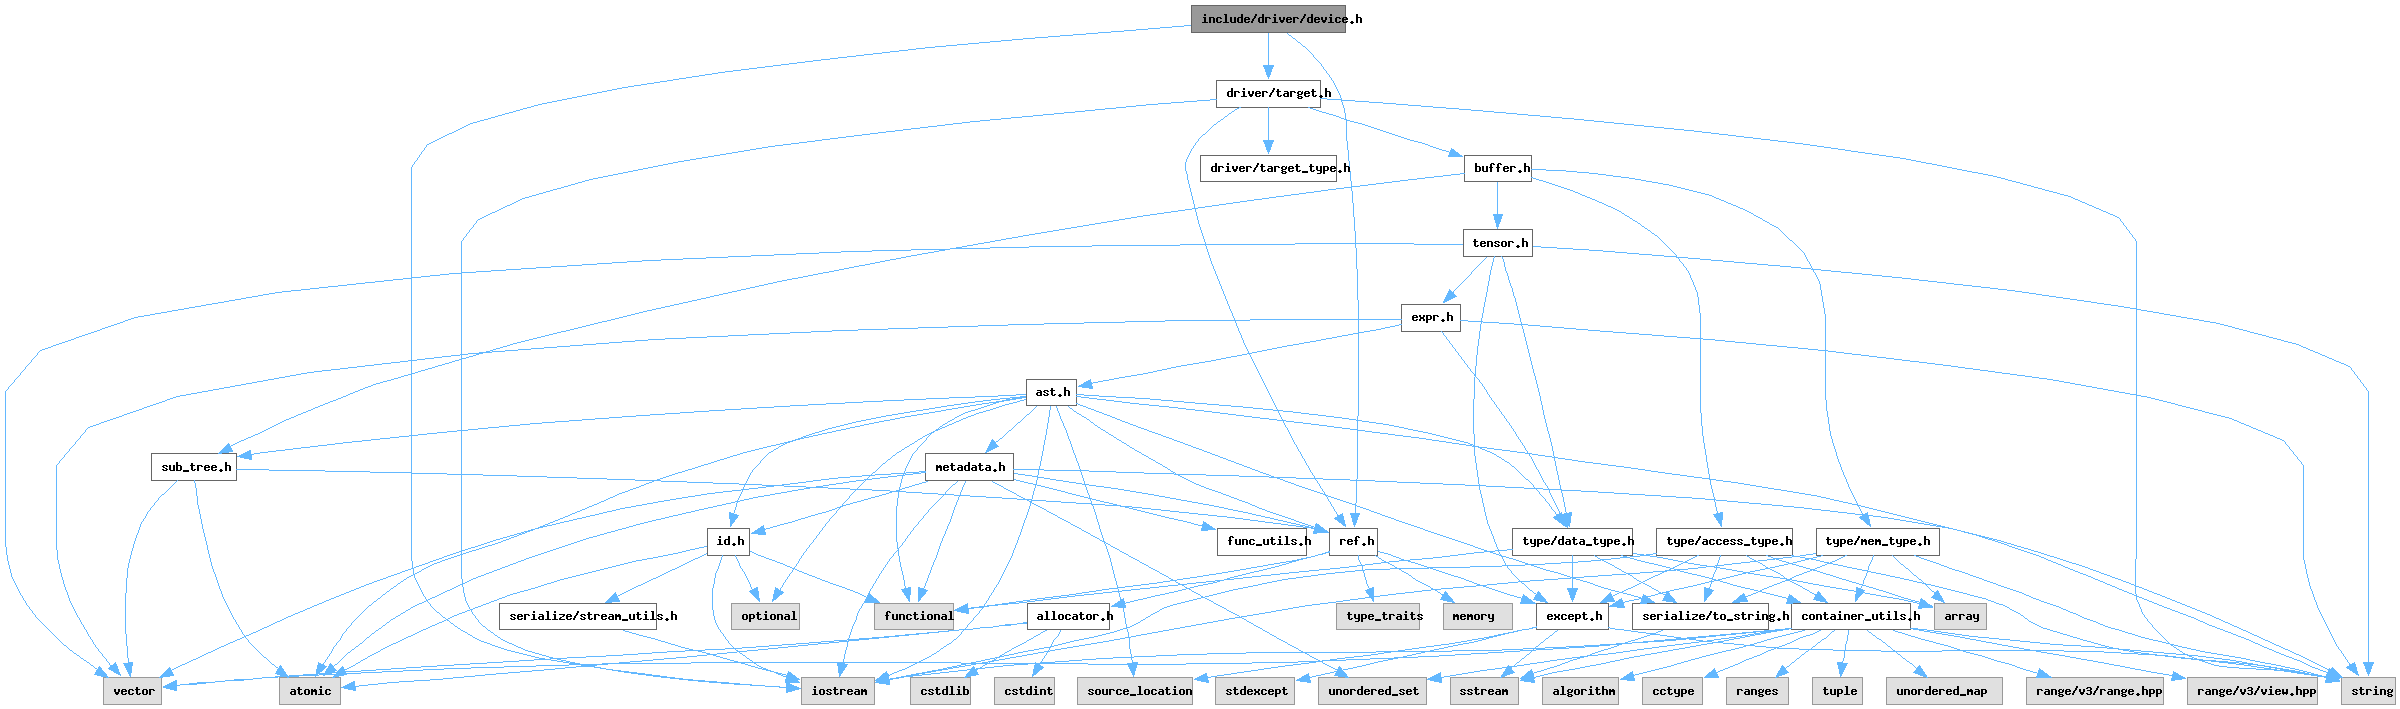 include/driver/device.h
driver/target.h
driver/target_type.h
buffer.h
tensor.h
expr.h
ast.h
sub_tree.h
metadata.h
id.h
func_utils.h
ref.h
type/data_type.h
type/access_type.h
type/mem_type.h
serialize/stream_utils.h
optional
functional
allocator.h
type_traits
memory
except.h
serialize/to_string.h
container_utils.h
array
vector
atomic
iostream
cstdlib
cstdint
source_location
stdexcept
unordered_set
sstream
algorithm
cctype
ranges
tuple
unordered_map
range/v3/range.hpp
range/v3/view.hpp
string